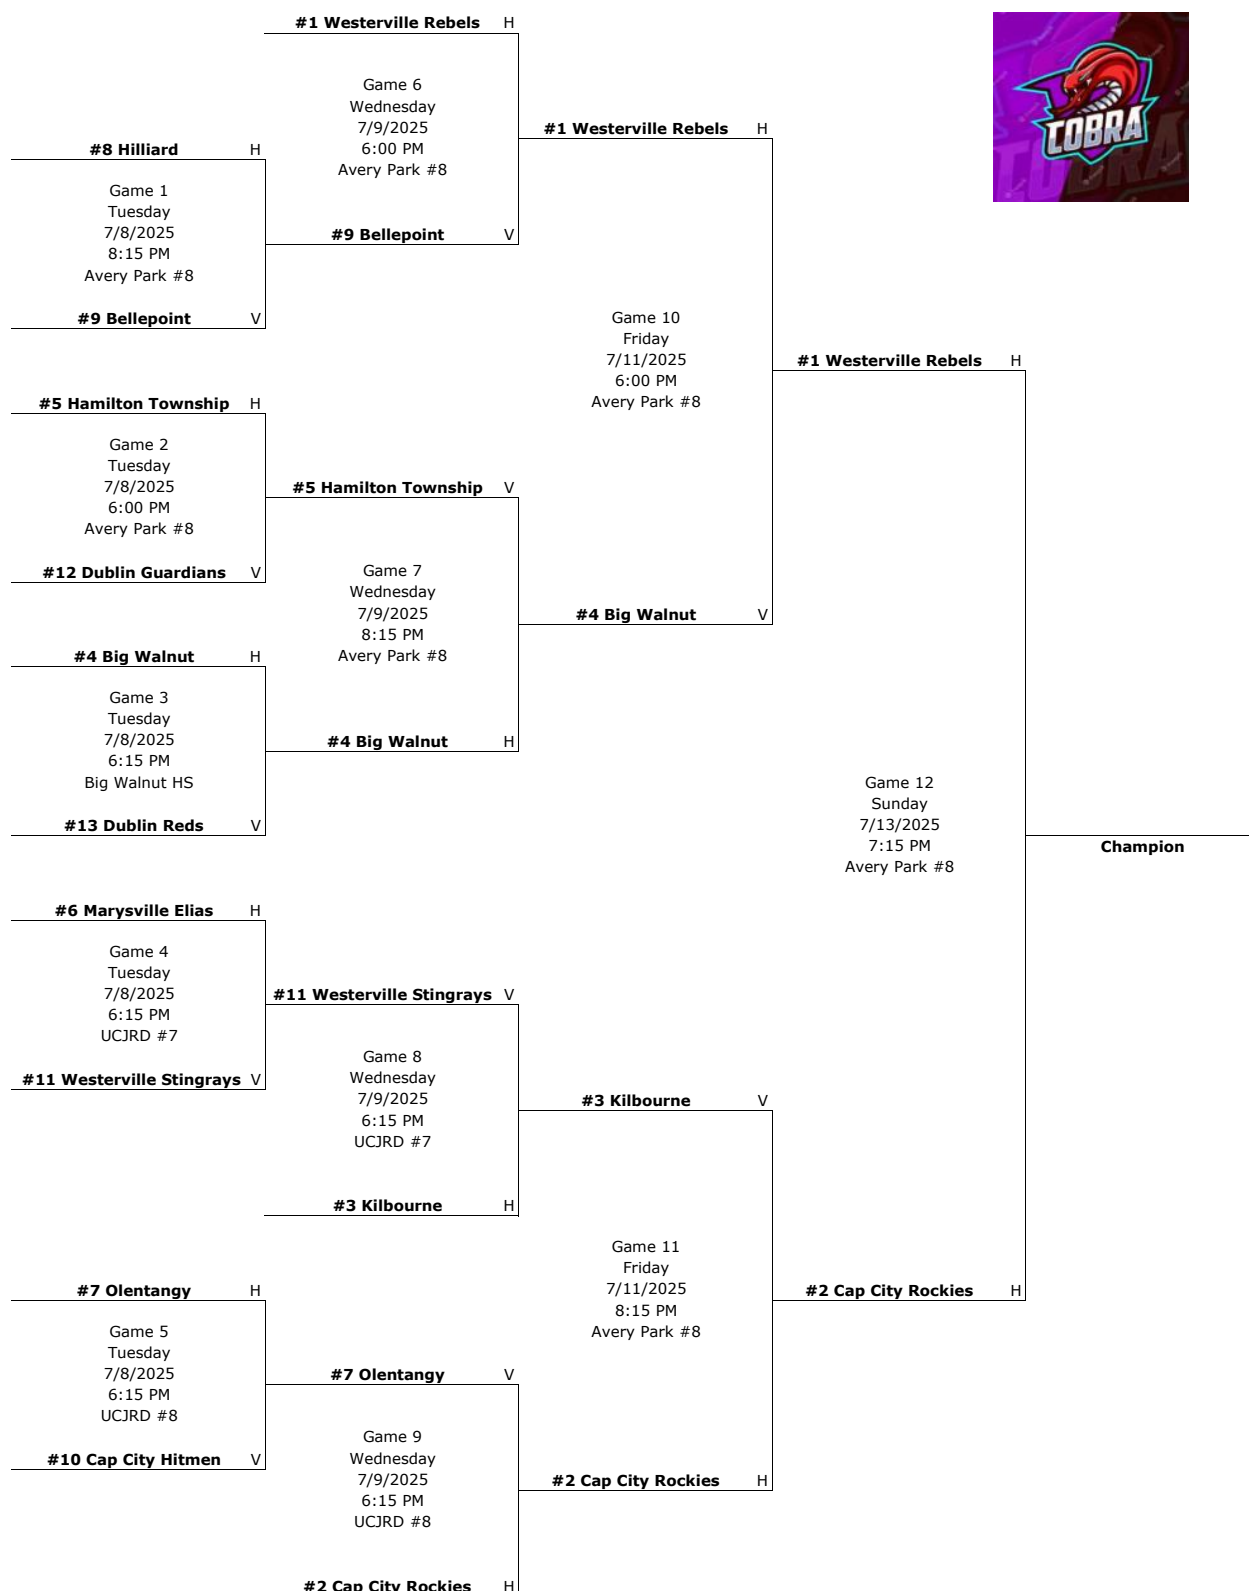 #1 Westerville Rebels H
Game 6
Wednesday
7/9/2025
6:00 PM
Avery Park #8
#1 Westerville Rebels H
COBRA
#8 Hilliard H
Game 1
Tuesday
7/8/2025
8:15 PM
Avery Park #8
#9 Bellepoint V
#9 Bellepoint V
Game 10
Friday
7/11/2025
6:00 PM
Avery Park #8
#1 Westerville Rebels H
#5 Hamilton Township H
Game 2
Tuesday
7/8/2025
6:00 PM
Avery Park #8
#5 Hamilton Township V
#12 Dublin Guardians V
Game 7
Wednesday
7/9/2025
8:15 PM
Avery Park #8
#4 Big Walnut V
#4 Big Walnut H
Game 3
Tuesday
7/8/2025
6:15 PM
Big Walnut HS
#4 Big Walnut H
#13 Dublin Reds V
Game 12
Sunday
7/13/2025
7:15 PM
Avery Park #8
Champion
#6 Marysville Elias H
Game 4
Tuesday
7/8/2025
6:15 PM
UCJRD #7
#11 Westerville Stingrays V
#11 Westerville Stingrays V
Game 8
Wednesday
7/9/2025
6:15 PM
UCJRD #7
#3 Kilbourne V
#3 Kilbourne H
Game 11
Friday
7/11/2025
8:15 PM
Avery Park #8
#2 Cap City Rockies H
#7 Olentangy H
Game 5
Tuesday
7/8/2025
6:15 PM
UCJRD #8
#7 Olentangy V
#10 Cap City Hitmen V
Game 9
Wednesday
7/9/2025
6:15 PM
UCJRD #8
#2 Cap City Rockies H
#2 Cap City Rockies H